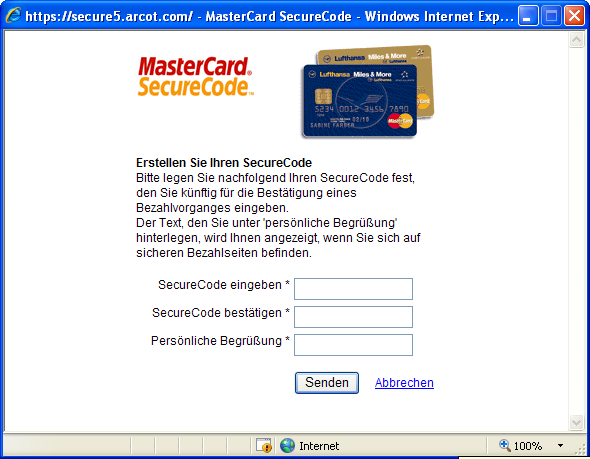 https://secure5.arcot.com/ - MasterCard SecureCode - Windows Internet Exp...
MasterCard®
SecureCode™
Lufthansa Miles & More
Lufthansa Miles & More
5234 0012 3456 7890
02/10
SABINE FARBER
MasterCard
Erstellen Sie Ihren SecureCode
Bitte legen Sie nachfolgend Ihren SecureCode fest,
den Sie künftig für die Bestätigung eines
Bezahlvorganges eingeben.
Der Text, den Sie unter 'persönliche Begrüßung'
hinterlegen, wird Ihnen angezeigt, wenn Sie sich auf
sicheren Bezahlseiten befinden.
SecureCode eingeben *
SecureCode bestätigen *
Persönliche Begrüßung *
Senden Abbrechen
Internet 100%